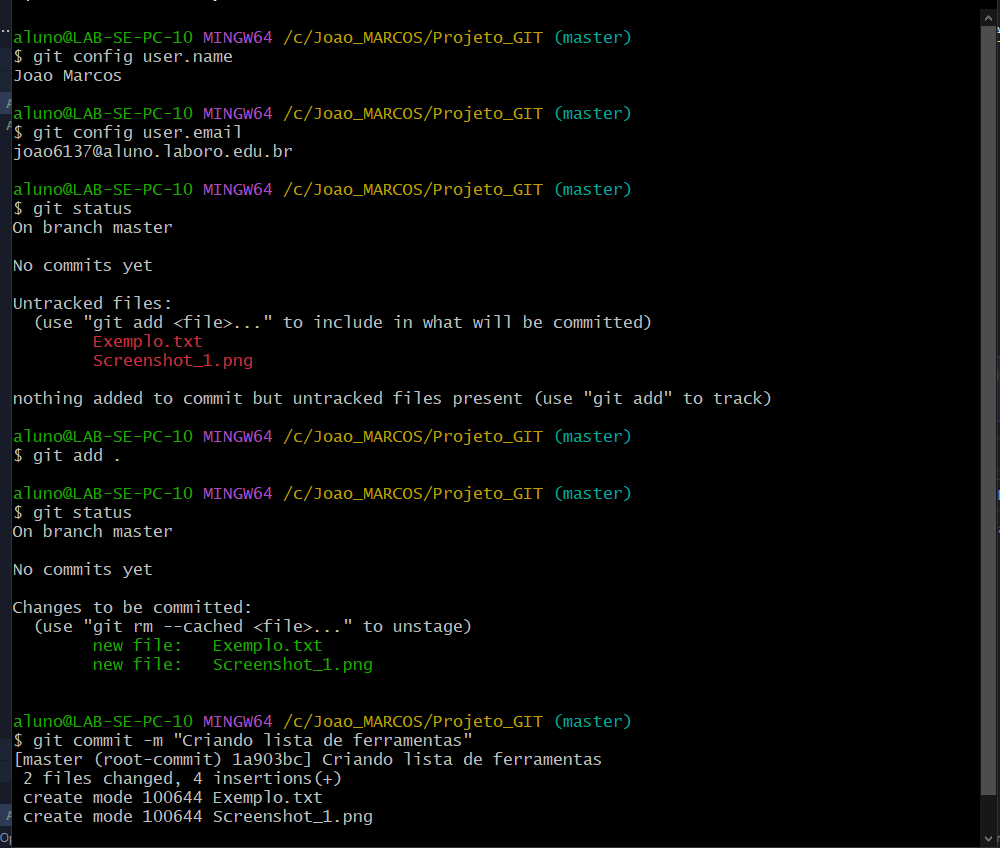 aluno@LAB-SE-PC-10 MINGW64 /c/Joao_MARCOS/Projeto_GIT (master)
$ git config user.name
Joao Marcos
aluno@LAB-SE-PC-10 MINGW64 /c/Joao_MARCOS/Projeto_GIT (master)
$ git config user.email
joao6137@aluno.laboro.edu.br
aluno@LAB-SE-PC-10 MINGW64 /c/Joao_MARCOS/Projeto_GIT (master)
$ git status
On branch master
No commits yet
Untracked files:
  (use "git add <file>..." to include in what will be committed)
        Exemplo.txt
        Screenshot_1.png
nothing added to commit but untracked files present (use "git add" to track)
aluno@LAB-SE-PC-10 MINGW64 /c/Joao_MARCOS/Projeto_GIT (master)
$ git add .
aluno@LAB-SE-PC-10 MINGW64 /c/Joao_MARCOS/Projeto_GIT (master)
$ git status
On branch master
No commits yet
Changes to be committed:
  (use "git rm --cached <file>..." to unstage)
        new file:   Exemplo.txt
        new file:   Screenshot_1.png
aluno@LAB-SE-PC-10 MINGW64 /c/Joao_MARCOS/Projeto_GIT (master)
$ git commit -m "Criando lista de ferramentas"
[master (root-commit) 1a903bc] Criando lista de ferramentas
 2 files changed, 4 insertions(+)
 create mode 100644 Exemplo.txt
 create mode 100644 Screenshot_1.png